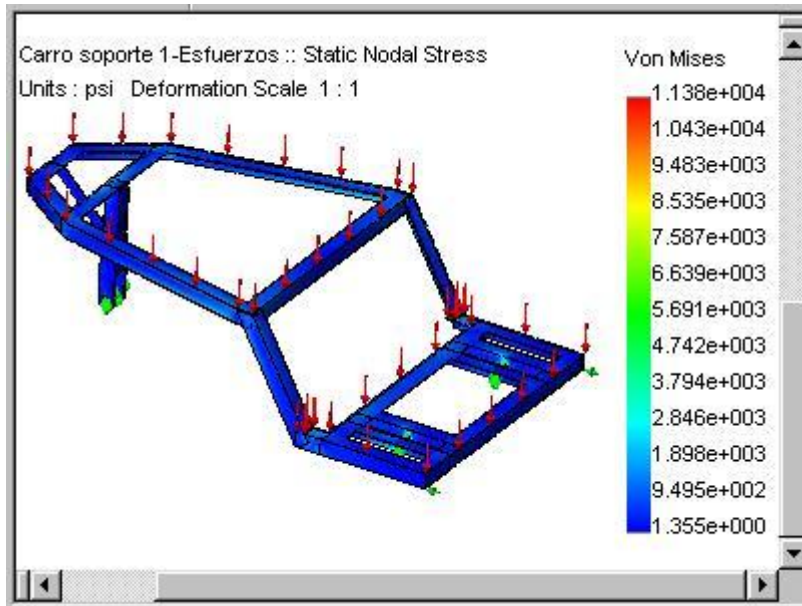 Carro soporte 1-Esfuerzos :: Static Nodal Stress
Units : psi Deformation Scale 1 : 1
Von Mises
1.138e+004
1.043e+004
9.483e+003
8.535e+003
7.587e+003
6.639e+003
5.691e+003
4.742e+003
3.794e+003
2.846e+003
1.898e+003
9.495e+002
1.355e+000